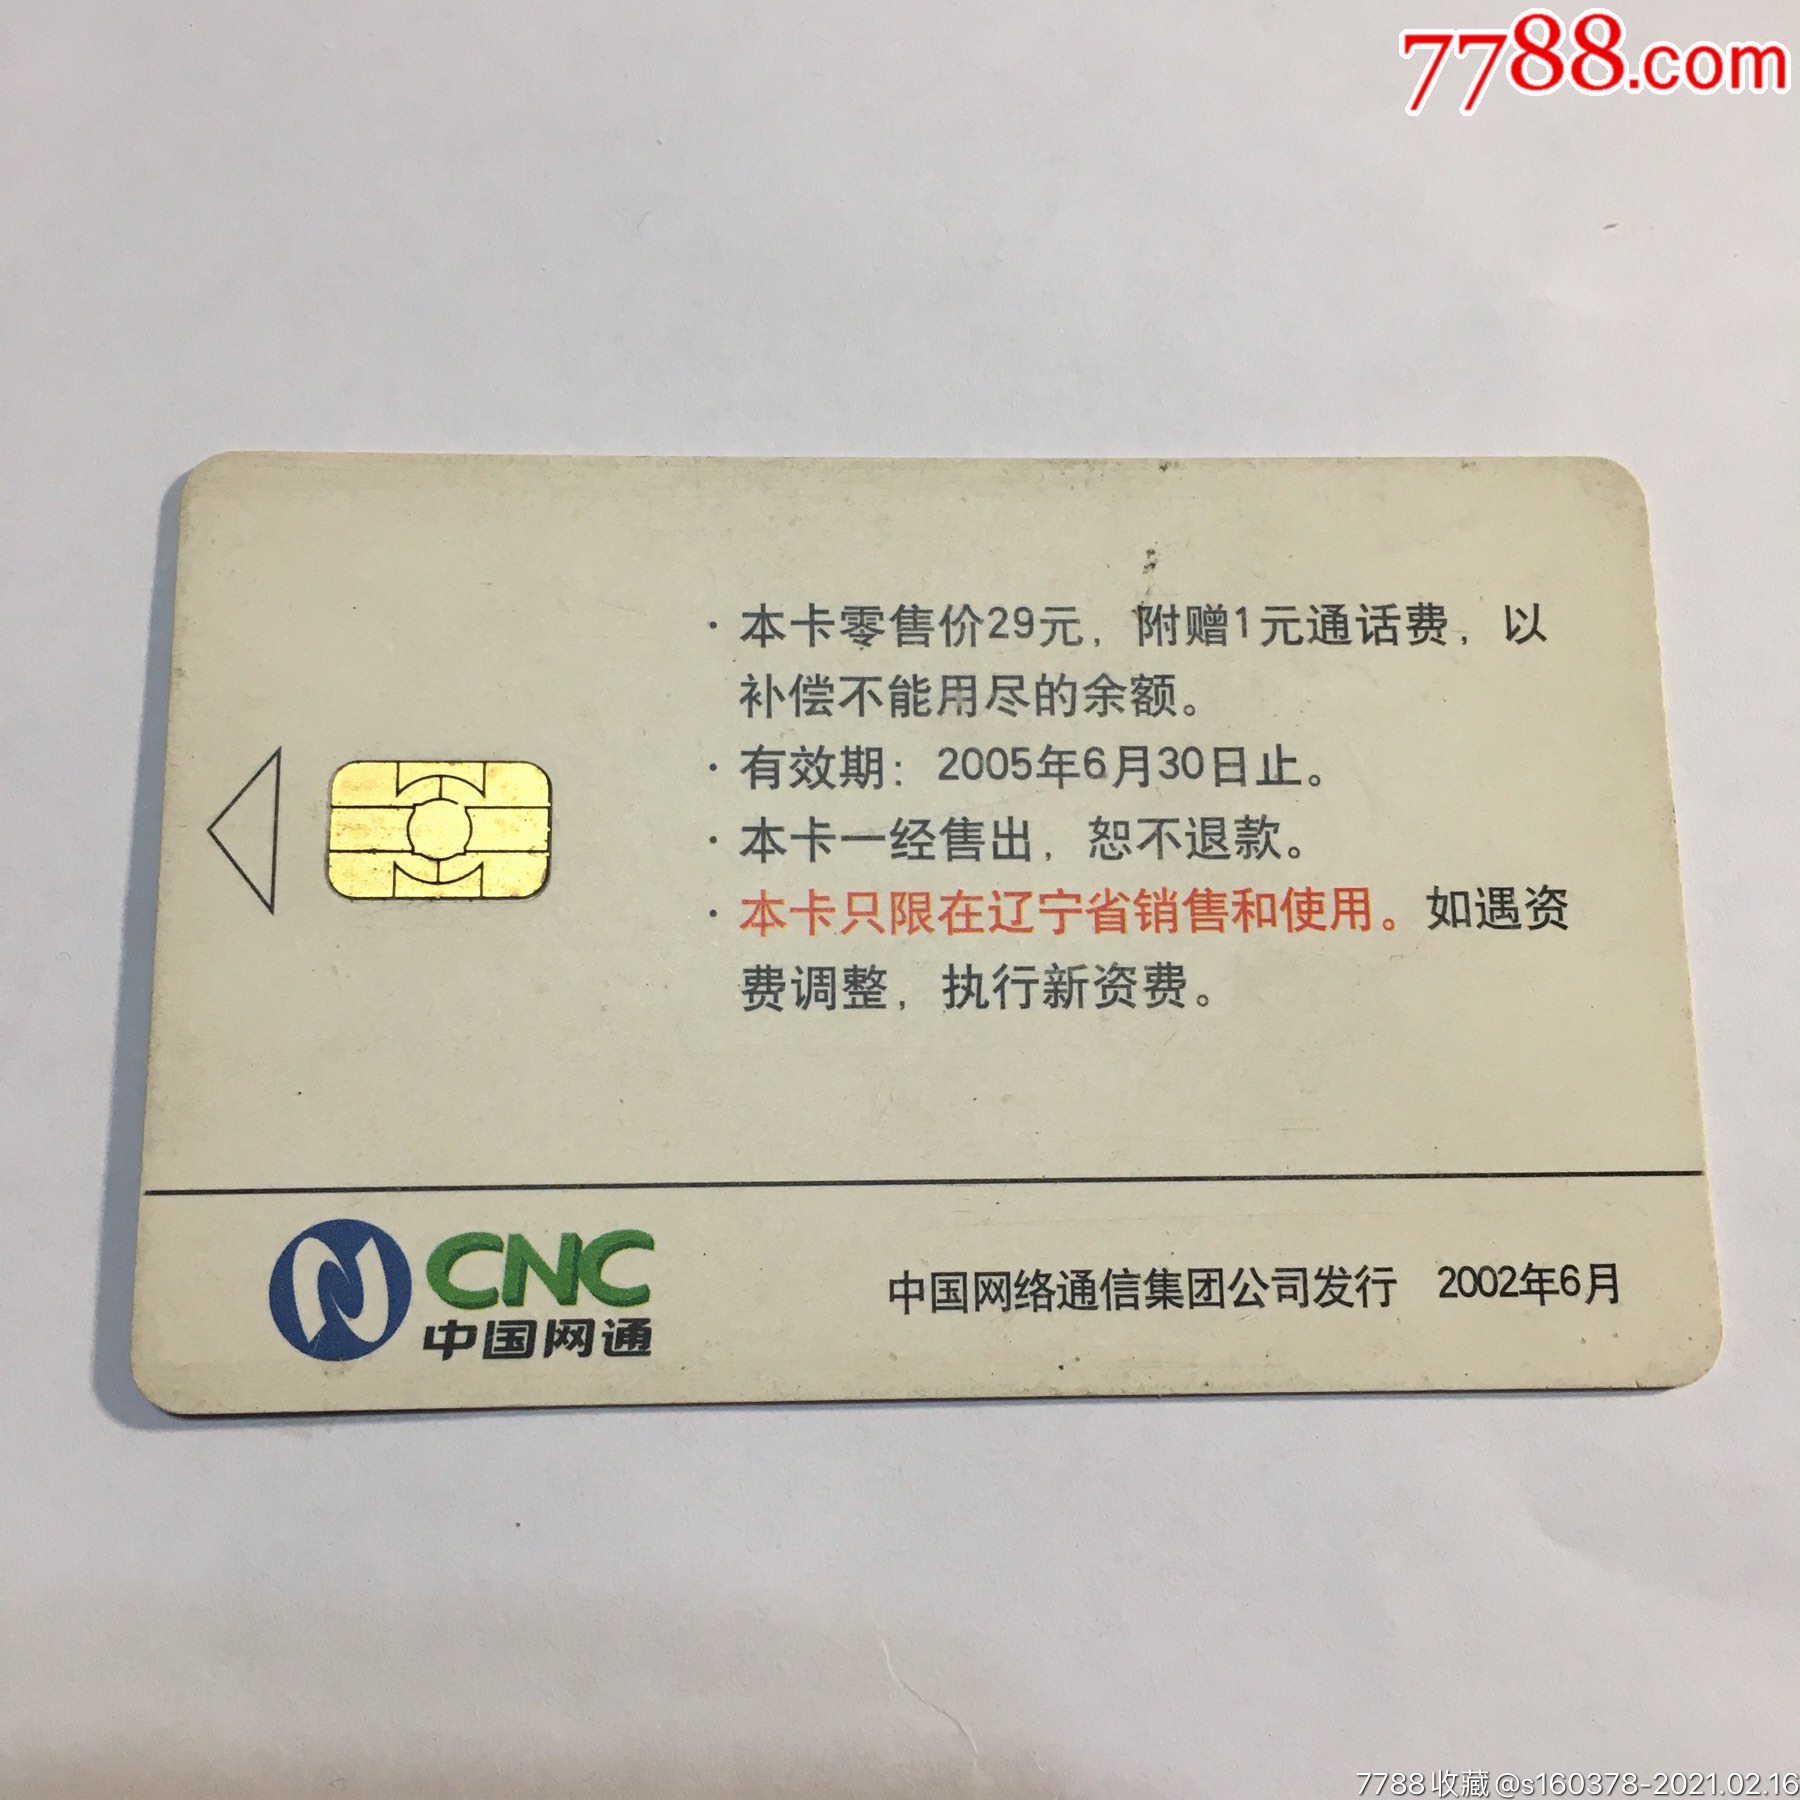 7788.com
·本卡零售价29元，附赠1元通话费，以
补偿不能用尽的余额。
·有效期：2005年6月30日止。
·本卡一经售出，恕不退款。
·本卡只限在辽宁省销售和使用。如遇资
费调整，执行新资费。
CNC
中国网通
中国网络通信集团公司发行 2002年6月
7788收藏@s160378-2021.02.16